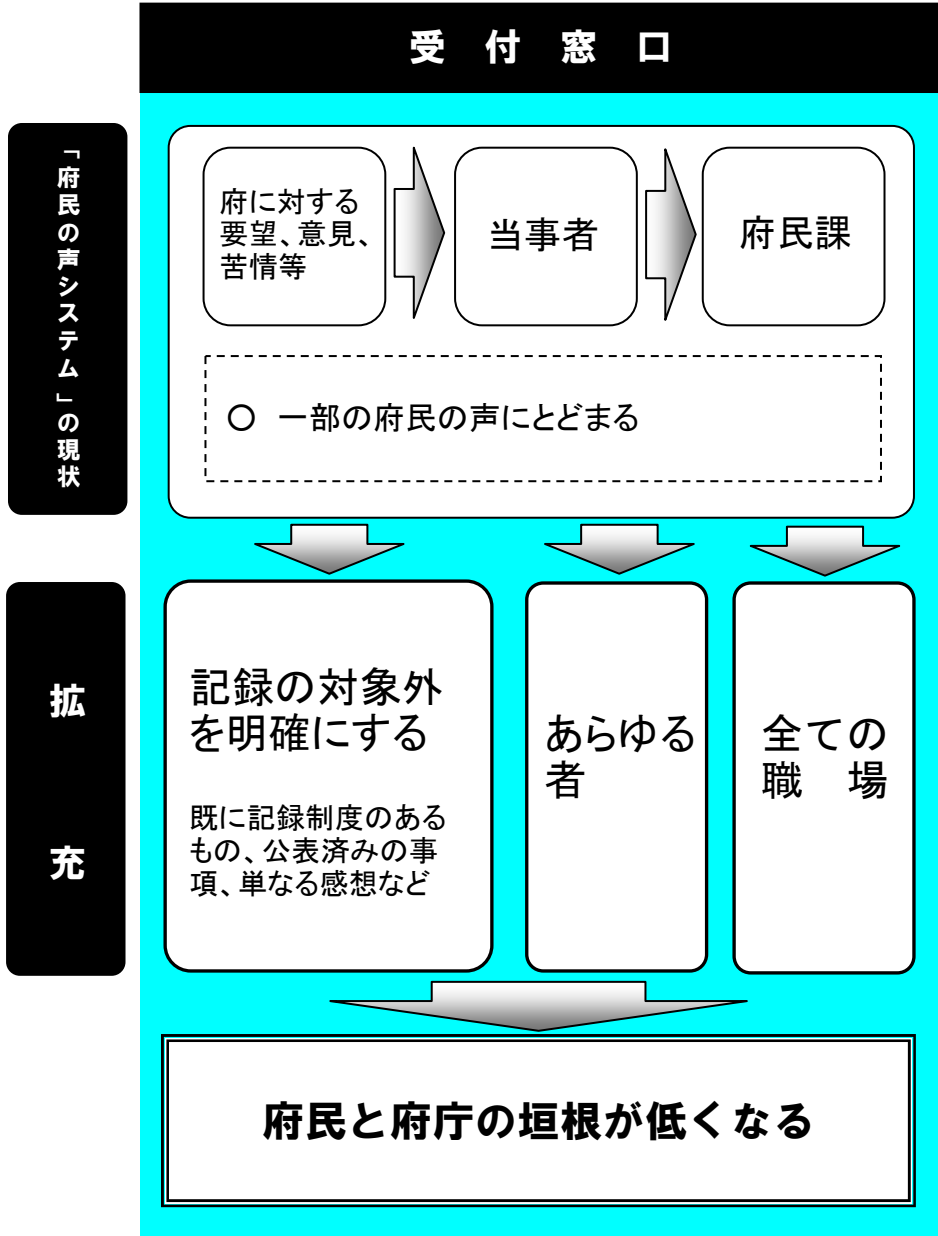 受 付 窓 口
「府民の声システム」の現状
府に対する
要望、意見、
苦情等
当事者
府民課
○ 一部の府民の声にとどまる
拡 充
記録の対象外
を明確にする
既に記録制度のある
もの、公表済みの事
項、単なる感想など
あらゆる
者
全ての
職 場
府民と府庁の垣根が低くなる